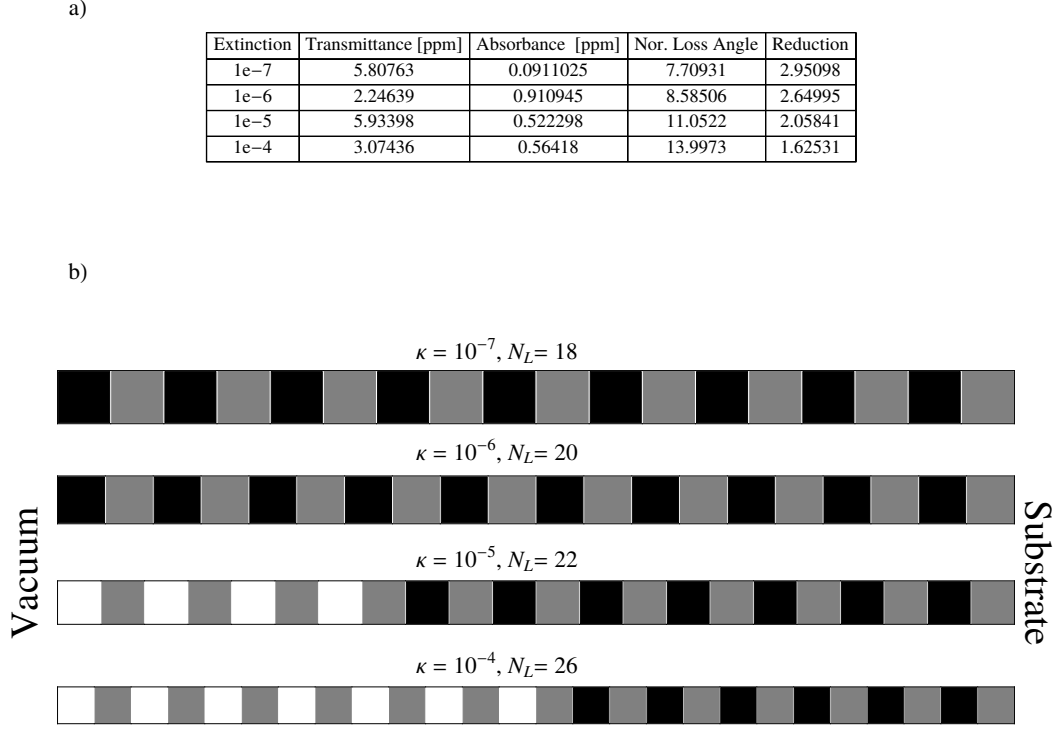 a)
Extinction Transmittance [ppm] Absorbance [ppm] Nor. Loss Angle Reduction
1e−7 5.80763 0.0911025 7.70931 2.95098
1e−6 2.24639 0.910945 8.58506 2.64995
1e−5 5.93398 0.522298 11.0522 2.05841
1e−4 3.07436 0.56418 13.9973 1.62531
b)
κ = 10⁻⁷, N_L= 18
κ = 10⁻⁶, N_L= 20
κ = 10⁻⁵, N_L= 22
κ = 10⁻⁴, N_L= 26
Vacuum
Substrate